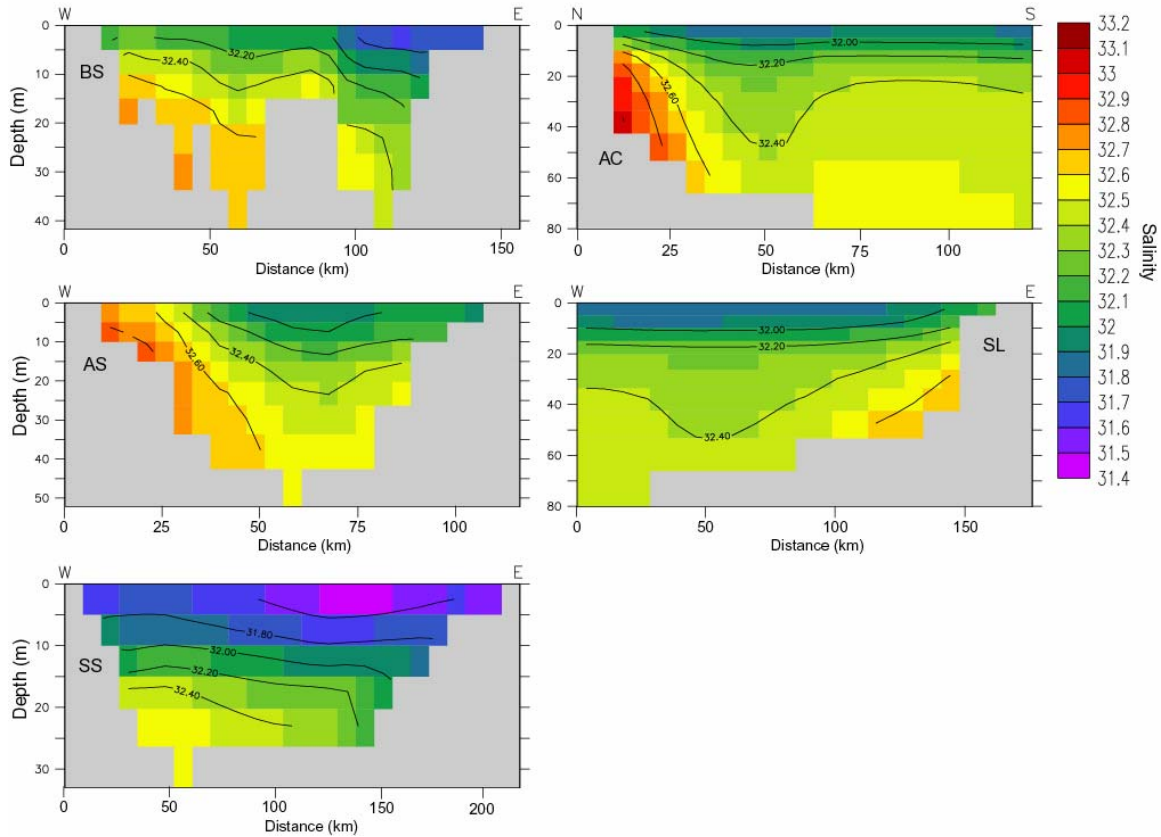 W E
0
10
20
30
40
Depth (m)
BS
32.20
32.40
0 50 100 150
Distance (km)
N S
0
20
40
60
80
AC
32.00
32.20
32.60
32.40
0 25 50 75 100
Distance (km)
33.2
33.1
33
32.9
32.8
32.7
32.6
32.5
32.4
32.3
32.2
32.1
32
31.9
31.8
31.7
31.6
31.5
31.4
Salinity
W E
0
10
20
30
40
50
Depth (m)
AS
32.40
32.60
0 25 50 75 100
Distance (km)
W E
0
20
40
60
80
SL
32.00
32.20
32.40
0 50 100 150
Distance (km)
W E
0
10
20
30
Depth (m)
SS
31.80
32.00
32.20
32.40
0 50 100 150 200
Distance (km)